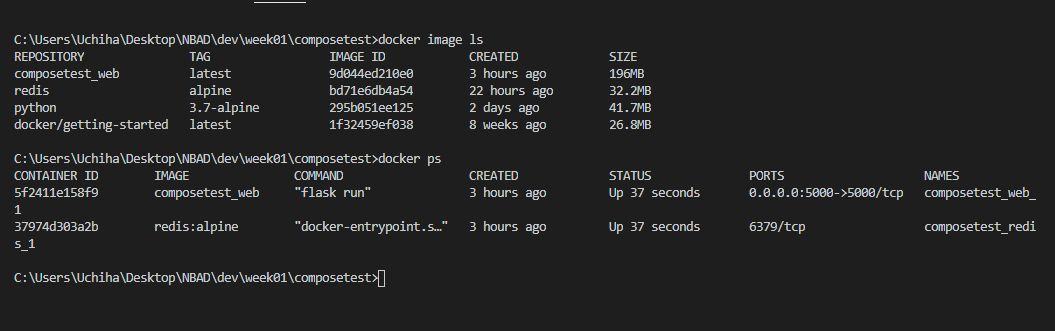 C:\Users\Uchiha\Desktop\NBAD\dev\week01\composetest>docker image ls
REPOSITORY TAG IMAGE ID CREATED SIZE
composetest_web latest 9d044ed210e0 3 hours ago 196MB
redis alpine bd71e6db4a54 22 hours ago 32.2MB
python 3.7-alpine 295b051ee125 2 days ago 41.7MB
docker/getting-started latest 1f32459ef038 8 weeks ago 26.8MB
C:\Users\Uchiha\Desktop\NBAD\dev\week01\composetest>docker ps
CONTAINER ID IMAGE COMMAND CREATED STATUS PORTS NAMES
5f2411e158f9 composetest_web "flask run" 3 hours ago Up 37 seconds 0.0.0.0:5000->5000/tcp composetest_web_
1
37974d303a2b redis:alpine "docker-entrypoint.s…" 3 hours ago Up 37 seconds 6379/tcp composetest_redi
s_1
C:\Users\Uchiha\Desktop\NBAD\dev\week01\composetest>